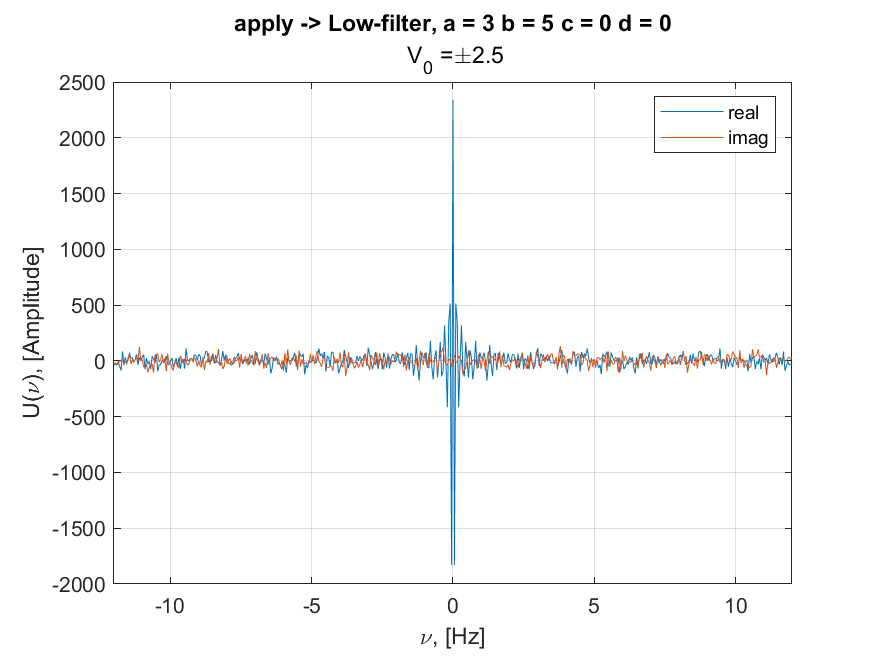 apply -> Low-filter, a = 3 b = 5 c = 0 d = 0
V_0 =±2.5
2500
2000
1500
1000
500
0
-500
-1000
-1500
-2000
U(ν), [Amplitude]
real
imag
-10 -5 0 5 10
ν, [Hz]